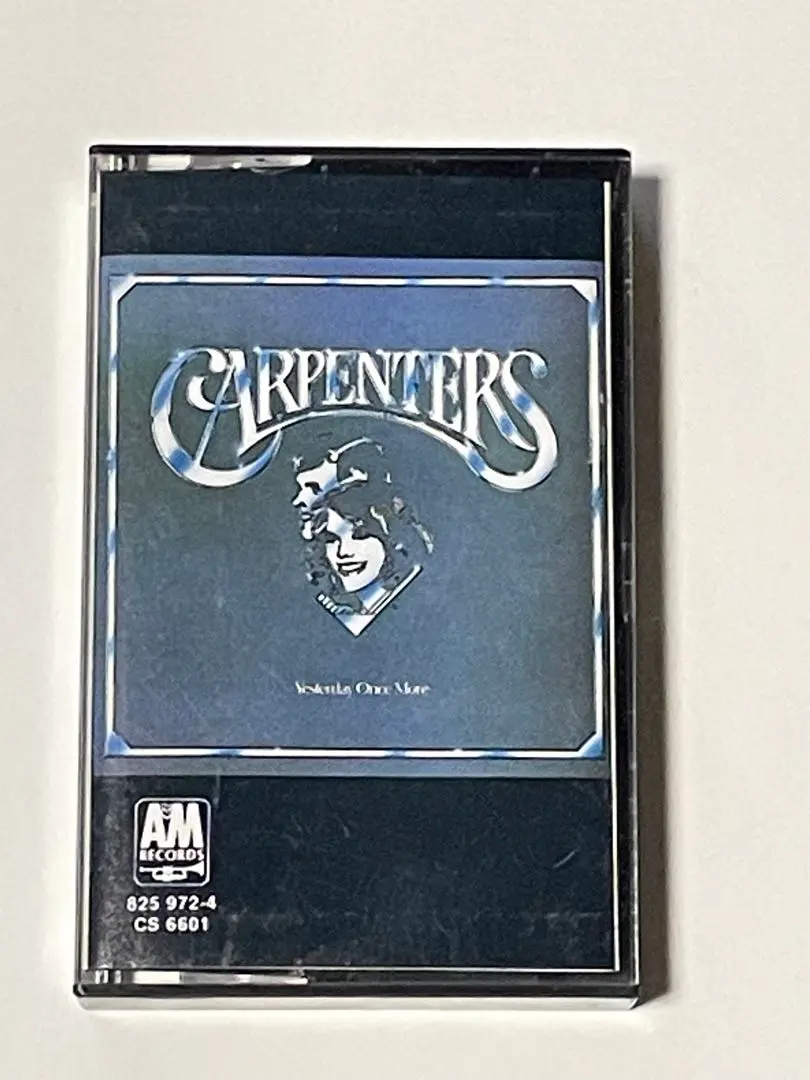 CARPENTERS
Yesterday Once More
A&M
RECORDS
825 972-4
CS 6601